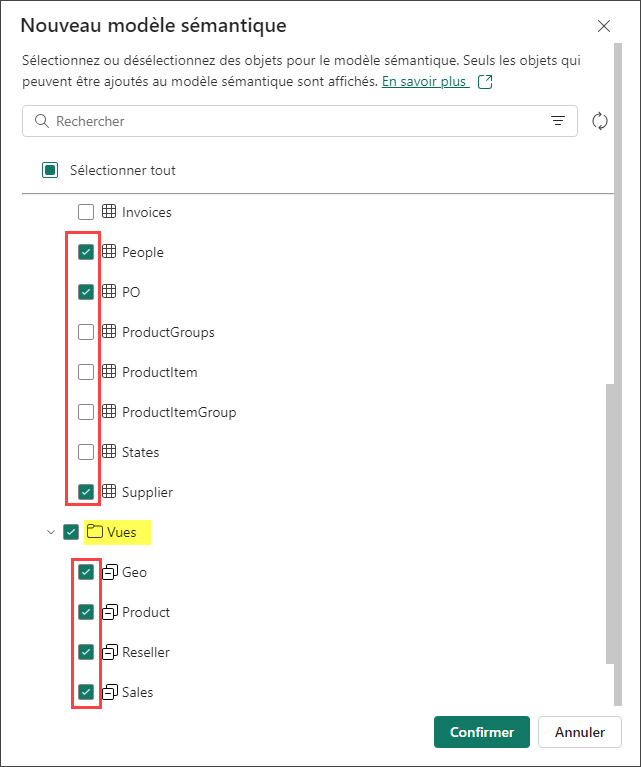 Nouveau modèle sémantique
Sélectionnez ou désélectionnez des objets pour le modèle sémantique. Seuls les objets qui
peuvent être ajoutés au modèle sémantique sont affichés. En savoir plus
Rechercher
Sélectionner tout
Invoices
People
PO
ProductGroups
ProductItem
ProductItemGroup
States
Supplier
Vues
Geo
Product
Reseller
Sales
Confirmer
Annuler